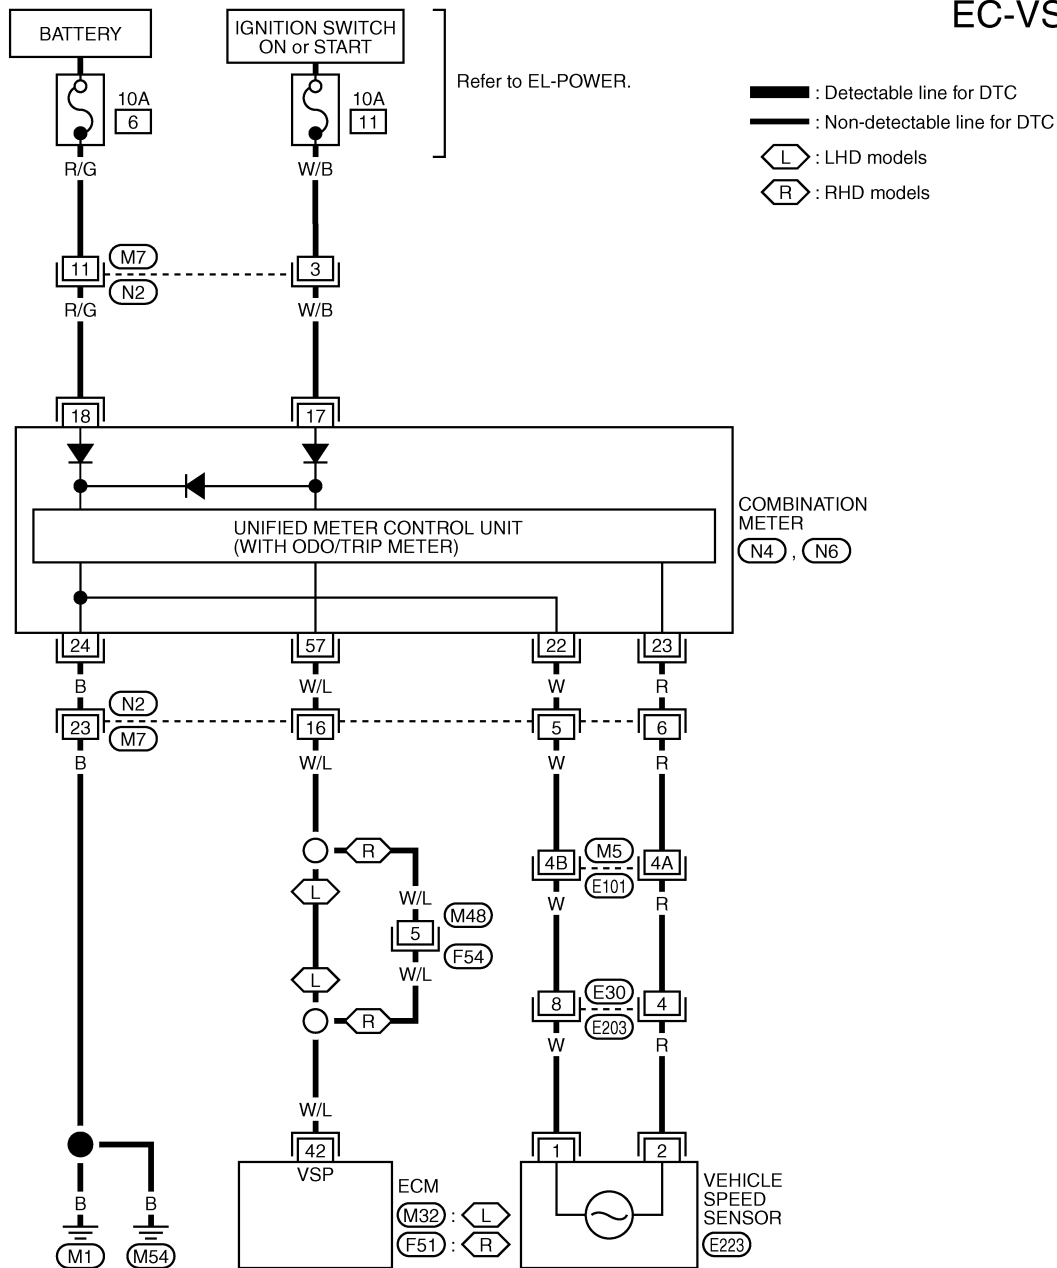 EC-VS
BATTERY
IGNITION SWITCH
ON or START
Refer to EL-POWER.
10A
6
10A
11
: Detectable line for DTC
: Non-detectable line for DTC
L : LHD models
R : RHD models
R/G
W/B
11
M7
N2
3
R/G
W/B
18
17
UNIFIED METER CONTROL UNIT
(WITH ODO/TRIP METER)
COMBINATION
METER
N4 , N6
24
57
22
23
B
W/L
W
R
23
N2
M7
16
5
6
B
W/L
W
R
R
L
W/L
5
M48
F54
W/L
L
R
4B
M5
E101
4A
W
R
8
E30
E203
4
W
R
W/L
42
1
2
VSP
ECM
M32 : L
F51 : R
VEHICLE
SPEED
SENSOR
E223
B
B
M1
M54